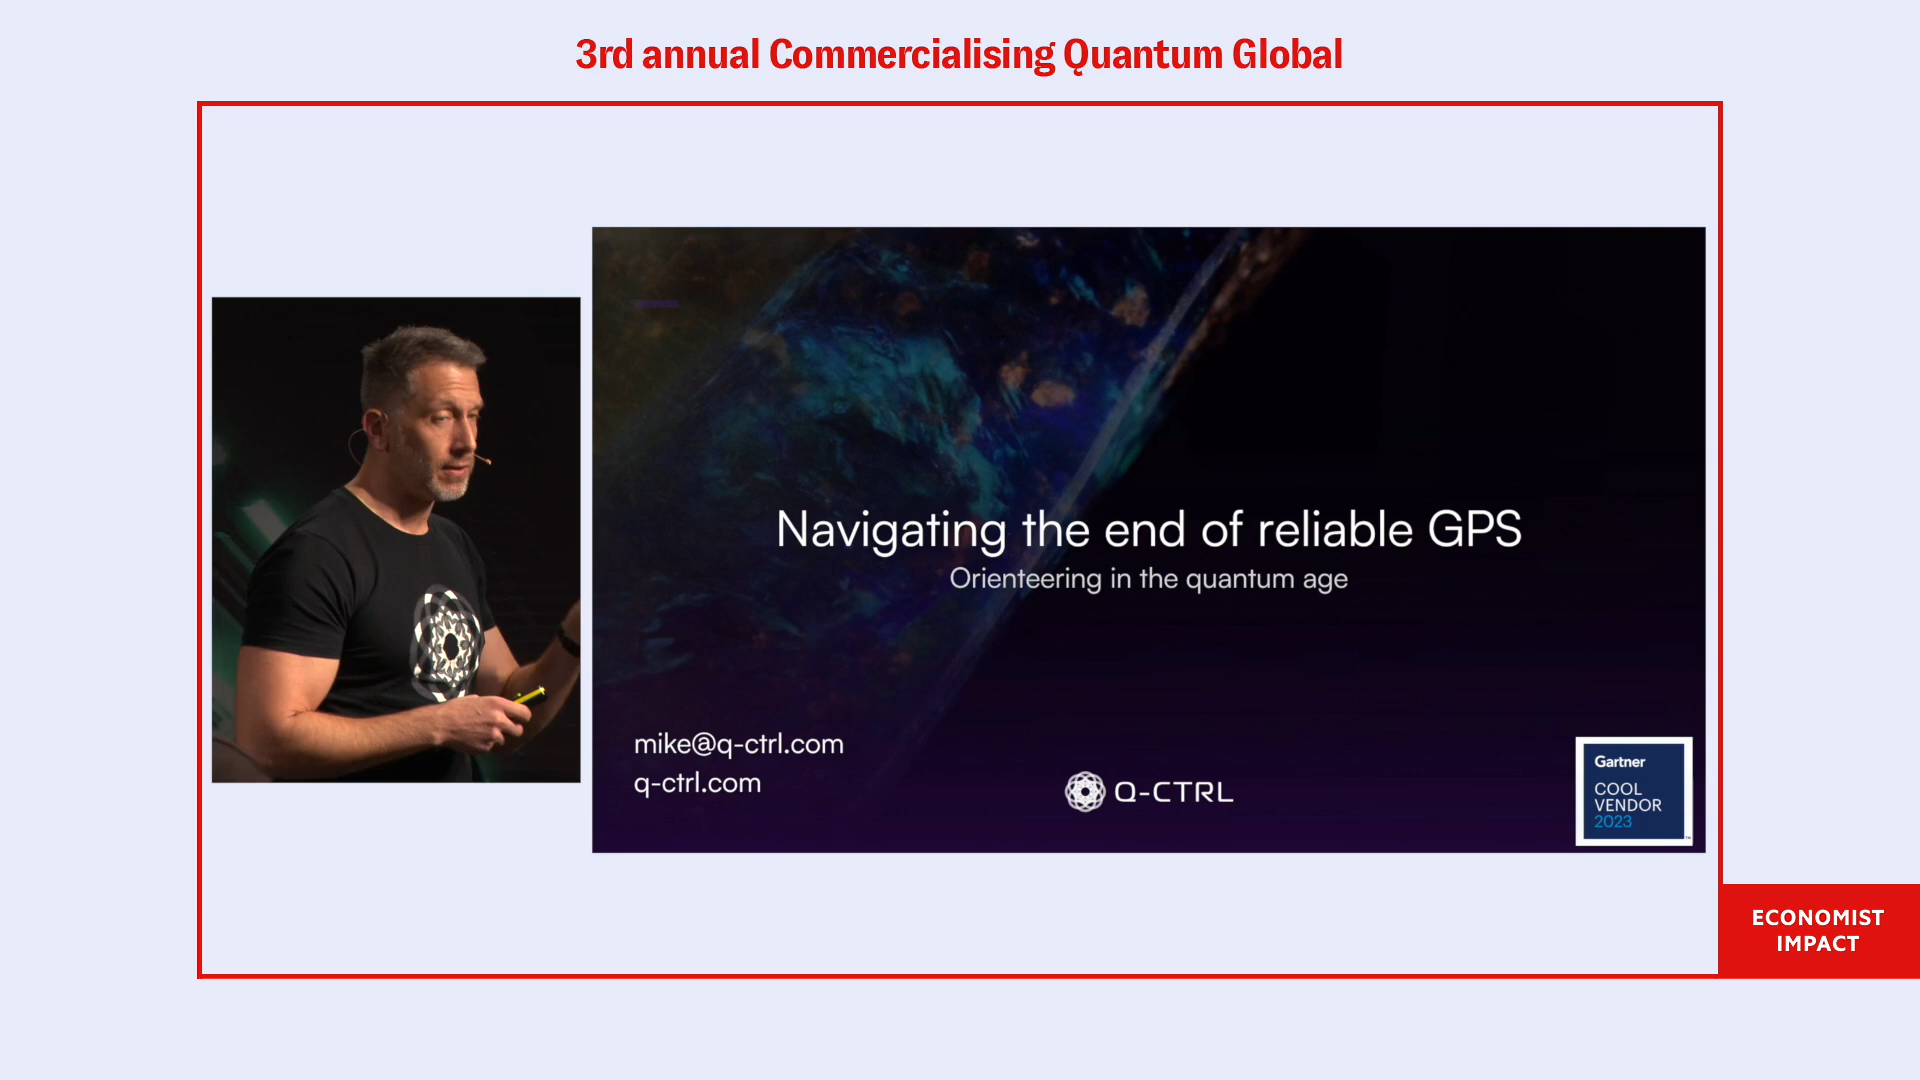 3rd annual Commercialising Quantum Global
Navigating the end of reliable GPS
Orienteering in the quantum age
mike@q-ctrl.com
q-ctrl.com
Q-CTRL
Gartner
COOL
VENDOR
2023
ECONOMIST
IMPACT